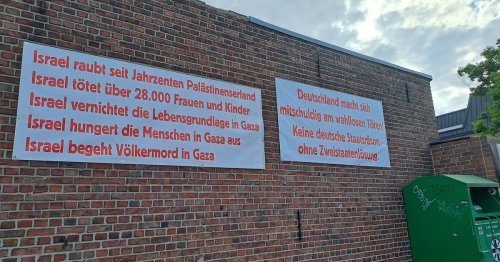 Israel raubt seit Jahrzenten Palästinenserland
Israel tötet über 28.000 Frauen und Kinder
Israel vernichtet die Lebensgrundlage in Gaza
Israel hungert die Menschen in Gaza aus
Israel begeht Völkermord in Gaza
Deutschland macht sich
mitschuldig am wahllosen Töten
Keine deutsche Staatsräson
ohne Zweistaatenlösung